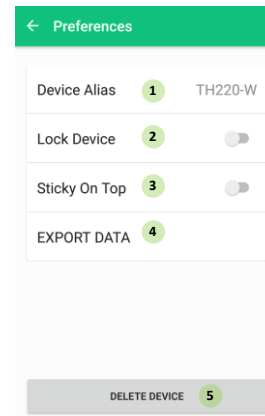 ← Preferences
Device Alias 1 TH220-W
Lock Device 2
Sticky On Top 3
EXPORT DATA 4
DELETE DEVICE 5